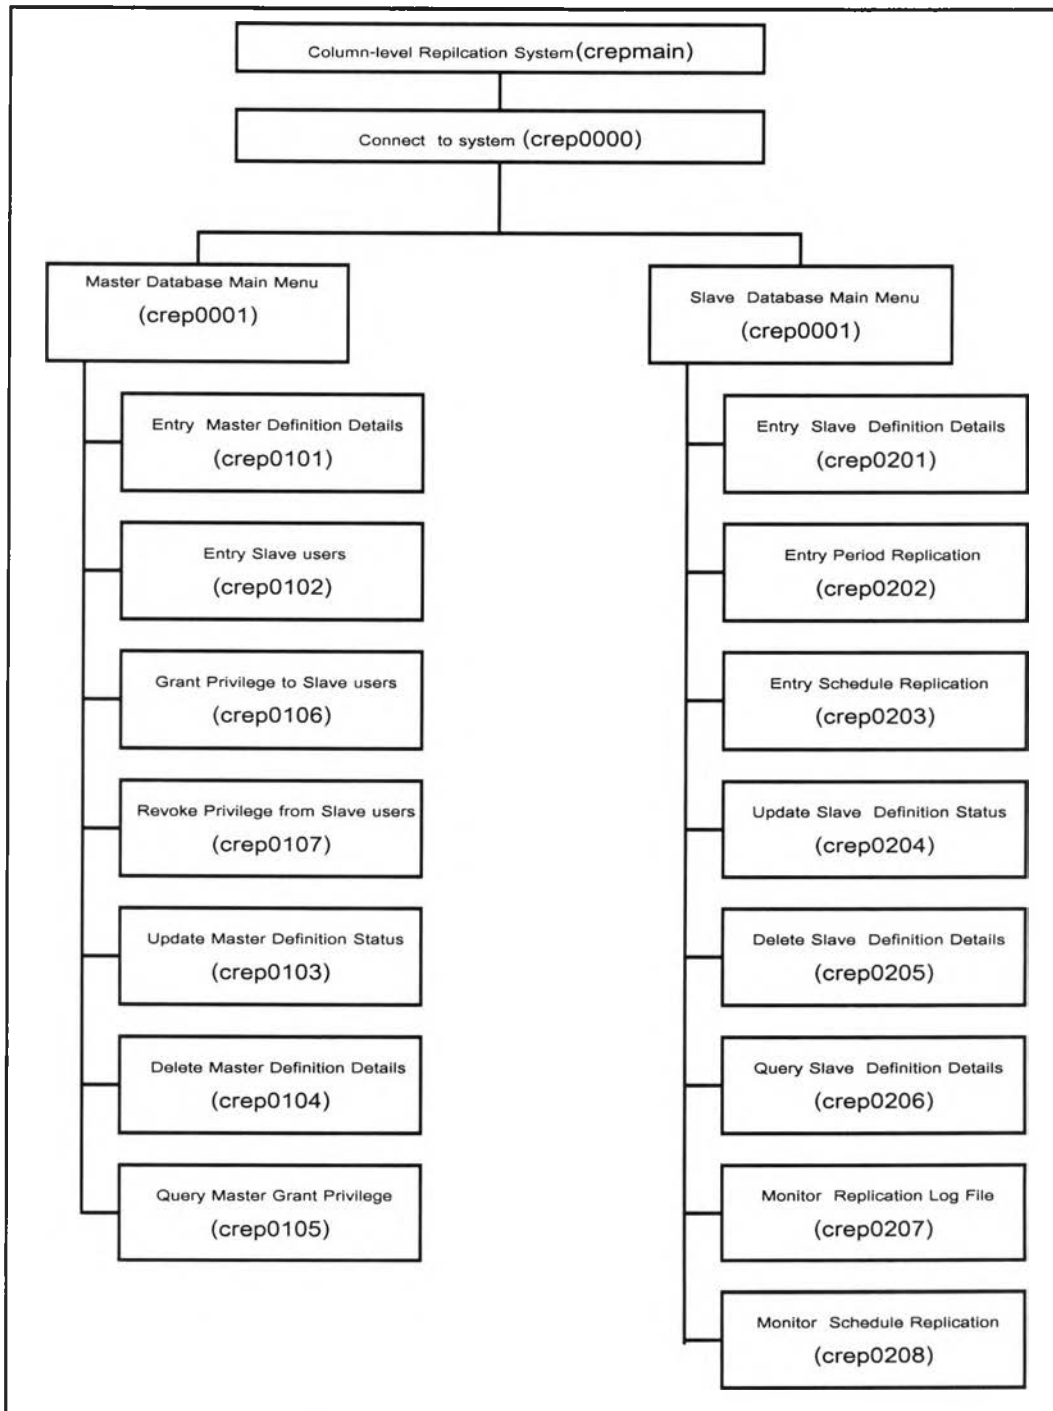 Column-level Repilcation System(crepmain)
Connect to system (crep0000)
Master Database Main Menu
(crep0001)
Slave Database Main Menu
(crep0001)
Entry Master Definition Details
(crep0101)
Entry Slave users
(crep0102)
Grant Privilege to Slave users
(crep0106)
Revoke Privilege from Slave users
(crep0107)
Update Master Definition Status
(crep0103)
Delete Master Definition Details
(crep0104)
Query Master Grant Privilege
(crep0105)
Entry Slave Definition Details
(crep0201)
Entry Period Replication
(crep0202)
Entry Schedule Replication
(crep0203)
Update Slave Definition Status
(crep0204)
Delete Slave Definition Details
(crep0205)
Query Slave Definition Details
(crep0206)
Monitor Replication Log File
(crep0207)
Monitor Schedule Replication
(crep0208)